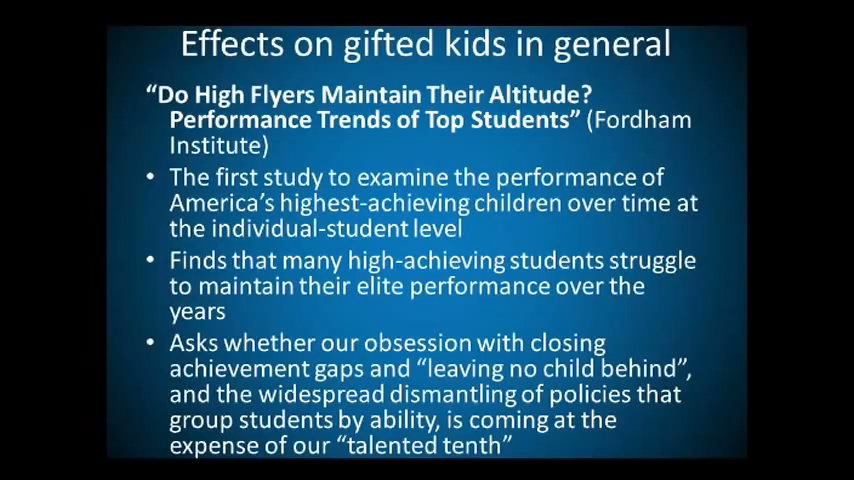 Effects on gifted kids in general
“Do High Flyers Maintain Their Altitude?
Performance Trends of Top Students” (Fordham
Institute)
• The first study to examine the performance of
America’s highest-achieving children over time at
the individual-student level
• Finds that many high-achieving students struggle
to maintain their elite performance over the
years
• Asks whether our obsession with closing
achievement gaps and “leaving no child behind”,
and the widespread dismantling of policies that
group students by ability, is coming at the
expense of our “talented tenth”